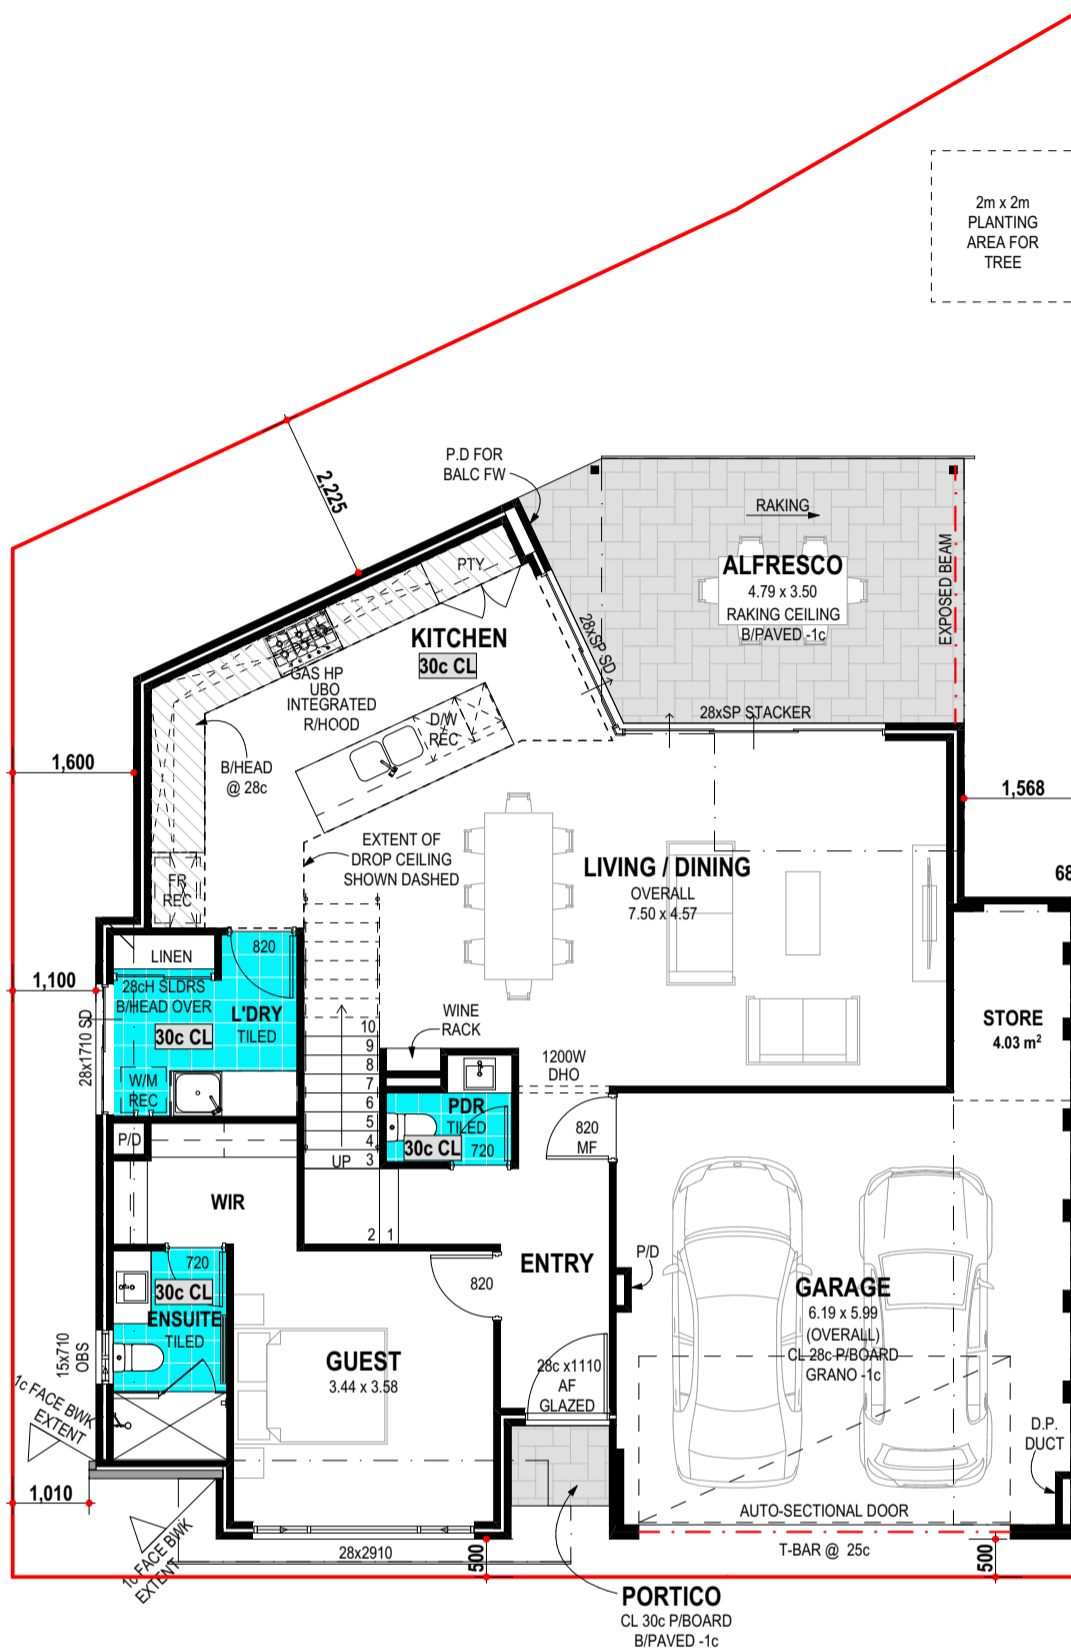 2m x 2m
PLANTING
AREA FOR
TREE
P.D FOR
BALC FW
2,225
RAKING
ALFRESCO
4.79 x 3.50
RAKING CEILING
B/PAVED -1c
EXPOSED BEAM
PTY
KITCHEN
30c CL
28xSP SD
GAS HP
UBO
INTEGRATED
R/HOOD
D/W
REC
28xSP STACKER
1,600
B/HEAD
@ 28c
1,568
EXTENT OF
DROP CEILING
SHOWN DASHED
LIVING / DINING
OVERALL
7.50 x 4.57
68
FR
REC
820
LINEN
28cH SLDRS
B/HEAD OVER
1,100
L'DRY
TILED
30c CL
28x1710 SD
W/M
REC
WINE
RACK
STORE
4.03 m²
1200W
DHO
10
9
8
7
6
5
4
3
2
1
UP
PDR
TILED
30c CL
720
820
MF
P/D
WIR
ENTRY
720
30c CL
ENSUITE
TILED
820
P/D
GARAGE
6.19 x 5.99
(OVERALL)
CL 28c P/BOARD
GRANO -1c
15x710
OBS
GUEST
3.44 x 3.58
28c x1110
AF
GLAZED
1c FACE BWK
EXTENT
D.P.
DUCT
1,010
AUTO-SECTIONAL DOOR
1c FACE BWK
EXTENT
28x2910
500
T-BAR @ 25c
500
PORTICO
CL 30c P/BOARD
B/PAVED -1c